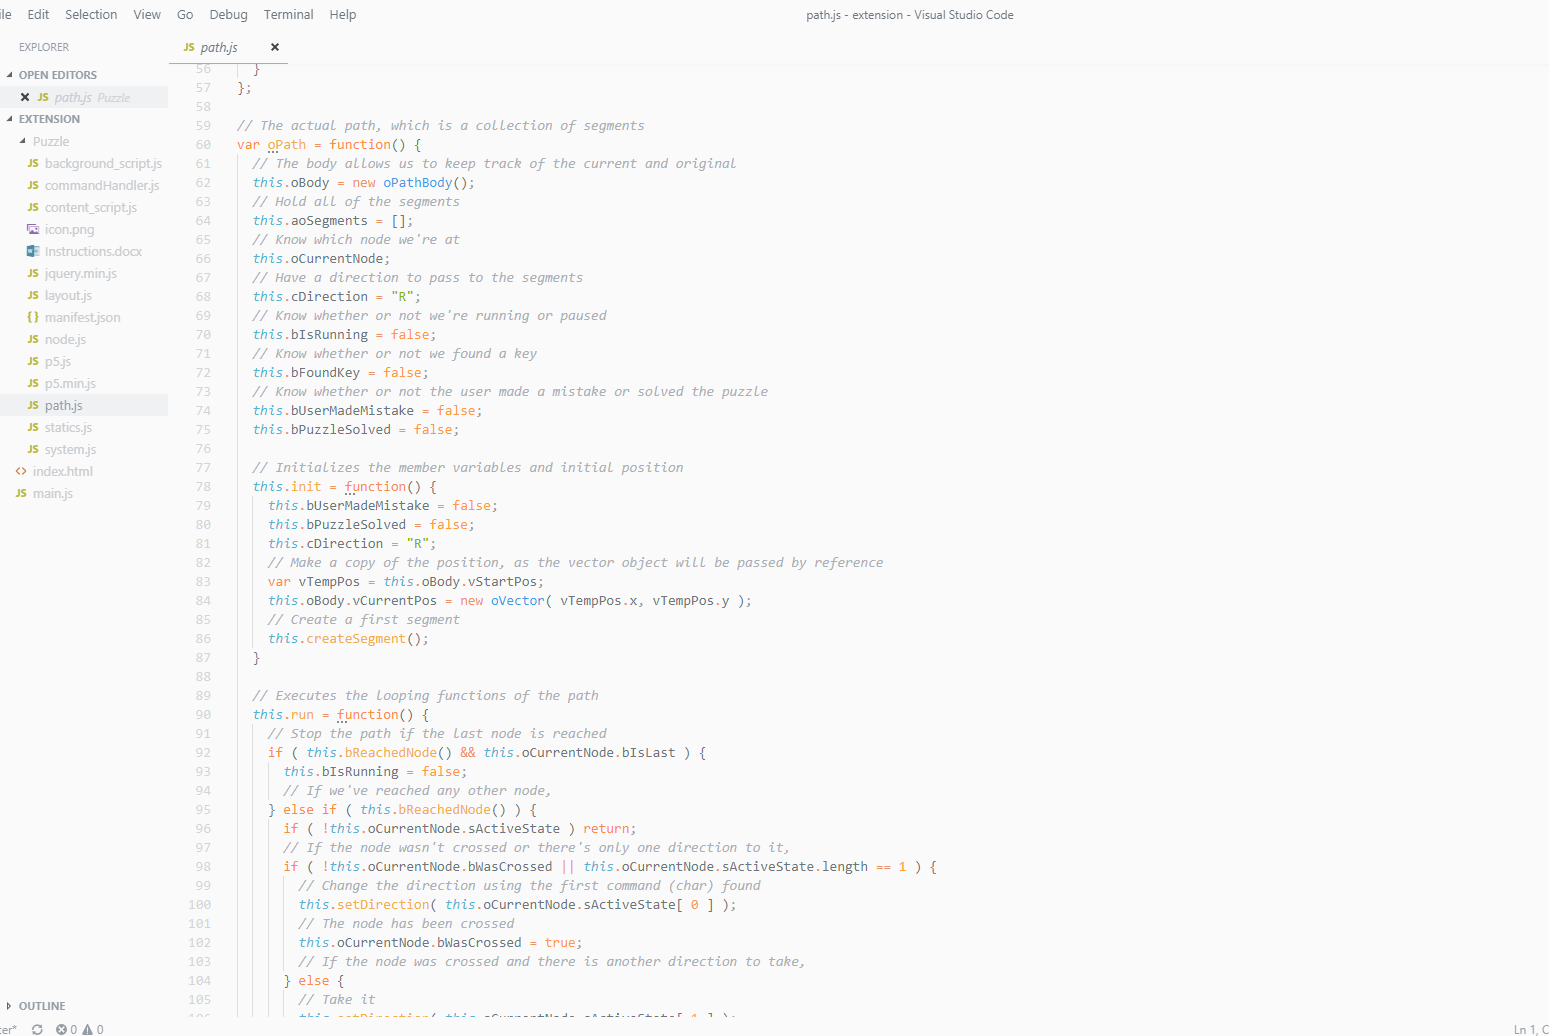 Edit Selection View Go Debug Terminal Help
path.js - extension - Visual Studio Code
EXPLORER
OPEN EDITORS
JS path.js Puzzle
EXTENSION
Puzzle
JS background_script.js
JS commandHandler.js
JS content_script.js
icon.png
Instructions.docx
JS jquery.min.js
JS layout.js
{} manifest.json
JS node.js
JS p5.js
JS p5.min.js
JS path.js
JS statics.js
JS system.js
<> index.html
JS main.js
OUTLINE
JS path.js
56 }
57 };
58
59 // The actual path, which is a collection of segments
60 var oPath = function() {
61 // The body allows us to keep track of the current and original
62 this.oBody = new oPathBody();
63 // Hold all of the segments
64 this.aoSegments = [];
65 // Know which node we're at
66 this.oCurrentNode;
67 // Have a direction to pass to the segments
68 this.cDirection = "R";
69 // Know whether or not we're running or paused
70 this.bIsRunning = false;
71 // Know whether or not we found a key
72 this.bFoundKey = false;
73 // Know whether or not the user made a mistake or solved the puzzle
74 this.bUserMadeMistake = false;
75 this.bPuzzleSolved = false;
76
77 // Initializes the member variables and initial position
78 this.init = function() {
79 this.bUserMadeMistake = false;
80 this.bPuzzleSolved = false;
81 this.cDirection = "R";
82 // Make a copy of the position, as the vector object will be passed by reference
83 var vTempPos = this.oBody.vStartPos;
84 this.oBody.vCurrentPos = new oVector( vTempPos.x, vTempPos.y );
85 // Create a first segment
86 this.createSegment();
87 }
88
89 // Executes the looping functions of the path
90 this.run = function() {
91 // Stop the path if the last node is reached
92 if ( this.bReachedNode() && this.oCurrentNode.bIsLast ) {
93 this.bIsRunning = false;
94 // If we've reached any other node,
95 } else if ( this.bReachedNode() ) {
96 if ( !this.oCurrentNode.sActiveState ) return;
97 // If the node wasn't crossed or there's only one direction to it,
98 if ( !this.oCurrentNode.bWasCrossed || this.oCurrentNode.sActiveState.length == 1 ) {
99 // Change the direction using the first command (char) found
100 this.setDirection( this.oCurrentNode.sActiveState[ 0 ] );
101 // The node has been crossed
102 this.oCurrentNode.bWasCrossed = true;
103 // If the node was crossed and there is another direction to take,
104 } else {
105 // Take it
0 0
Ln 1, C